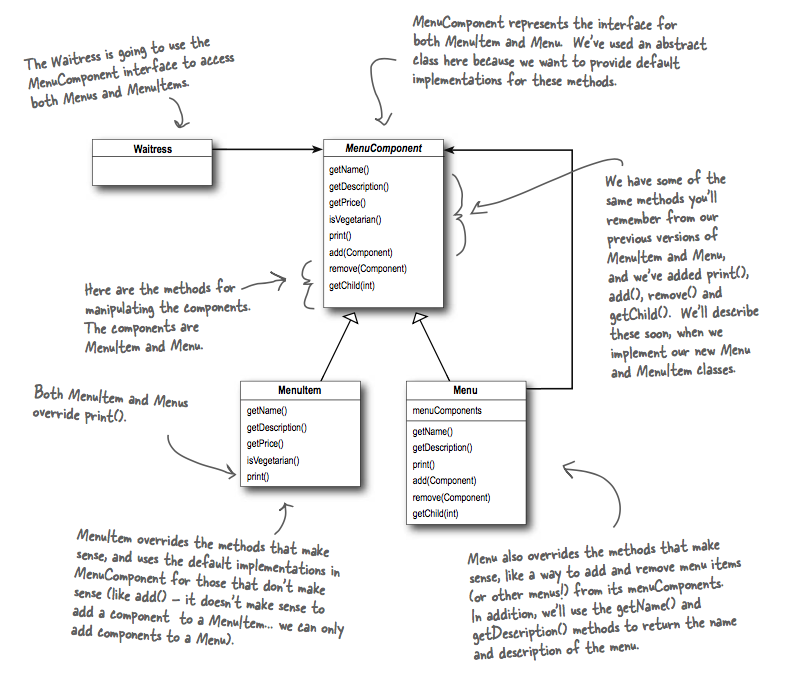 MenuComponent represents the interface for
both MenuItem and Menu. We've used an abstract
class here because we want to provide default
implementations for these methods.
The Waitress is going to use the
MenuComponent interface to access
both Menus and MenuItems.
Waitress
MenuComponent
getName()
getDescription()
getPrice()
isVegetarian()
print()
add(Component)
remove(Component)
getChild(int)
We have some of the
same methods you'll
remember from our
previous versions of
MenuItem and Menu,
and we've added print(),
add(), remove() and
getChild(). We'll describe
these soon, when we
implement our new Menu
and MenuItem classes.
Here are the methods for
manipulating the components.
The components are
MenuItem and Menu.
Both MenuItem and Menus
override print().
MenuItem
getName()
getDescription()
getPrice()
isVegetarian()
print()
Menu
menuComponents
getName()
getDescription()
print()
add(Component)
remove(Component)
getChild(int)
MenuItem overrides the methods that make
sense, and uses the default implementations in
MenuComponent for those that don't make
sense (like add() – it doesn't make sense to
add a component to a MenuItem... we can only
add components to a Menu).
Menu also overrides the methods that make
sense, like a way to add and remove menu items
(or other menus!) from its menuComponents.
In addition, we'll use the getName() and
getDescription() methods to return the name
and description of the menu.